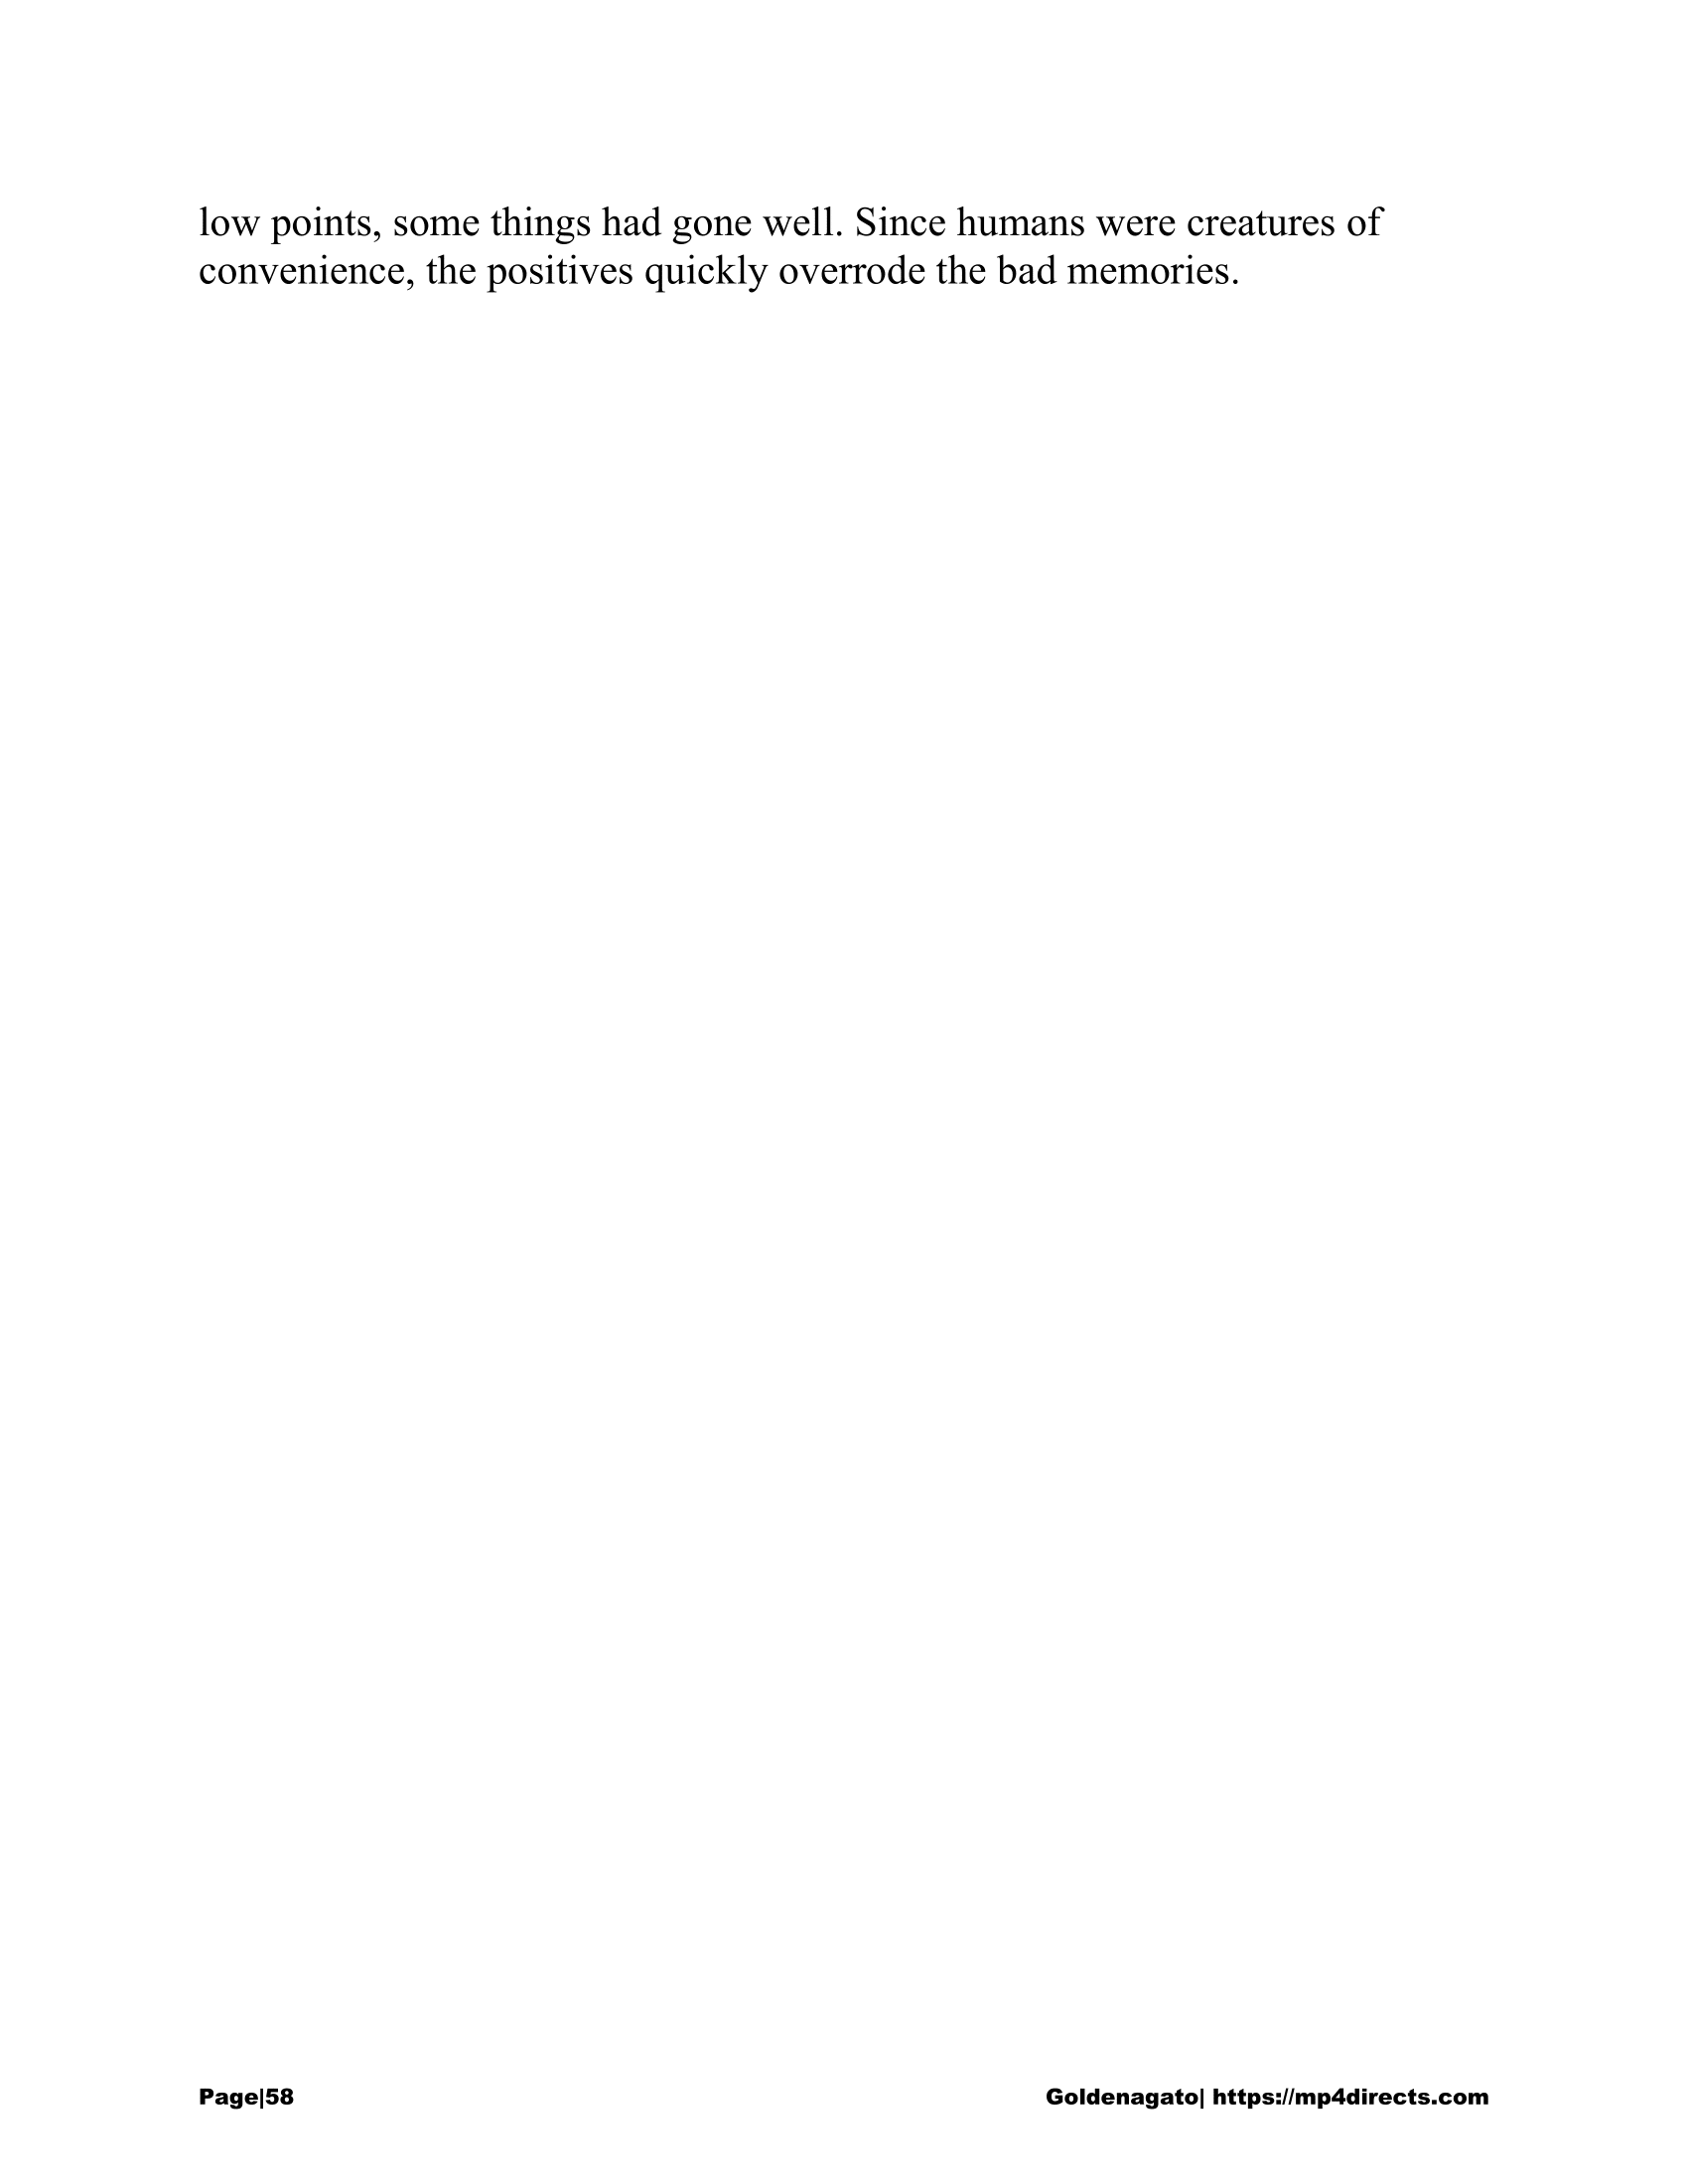 low points, some things had gone well. Since humans were creatures of
convenience, the positives quickly overrode the bad memories.
Page|58
Goldenagato| https://mp4directs.com